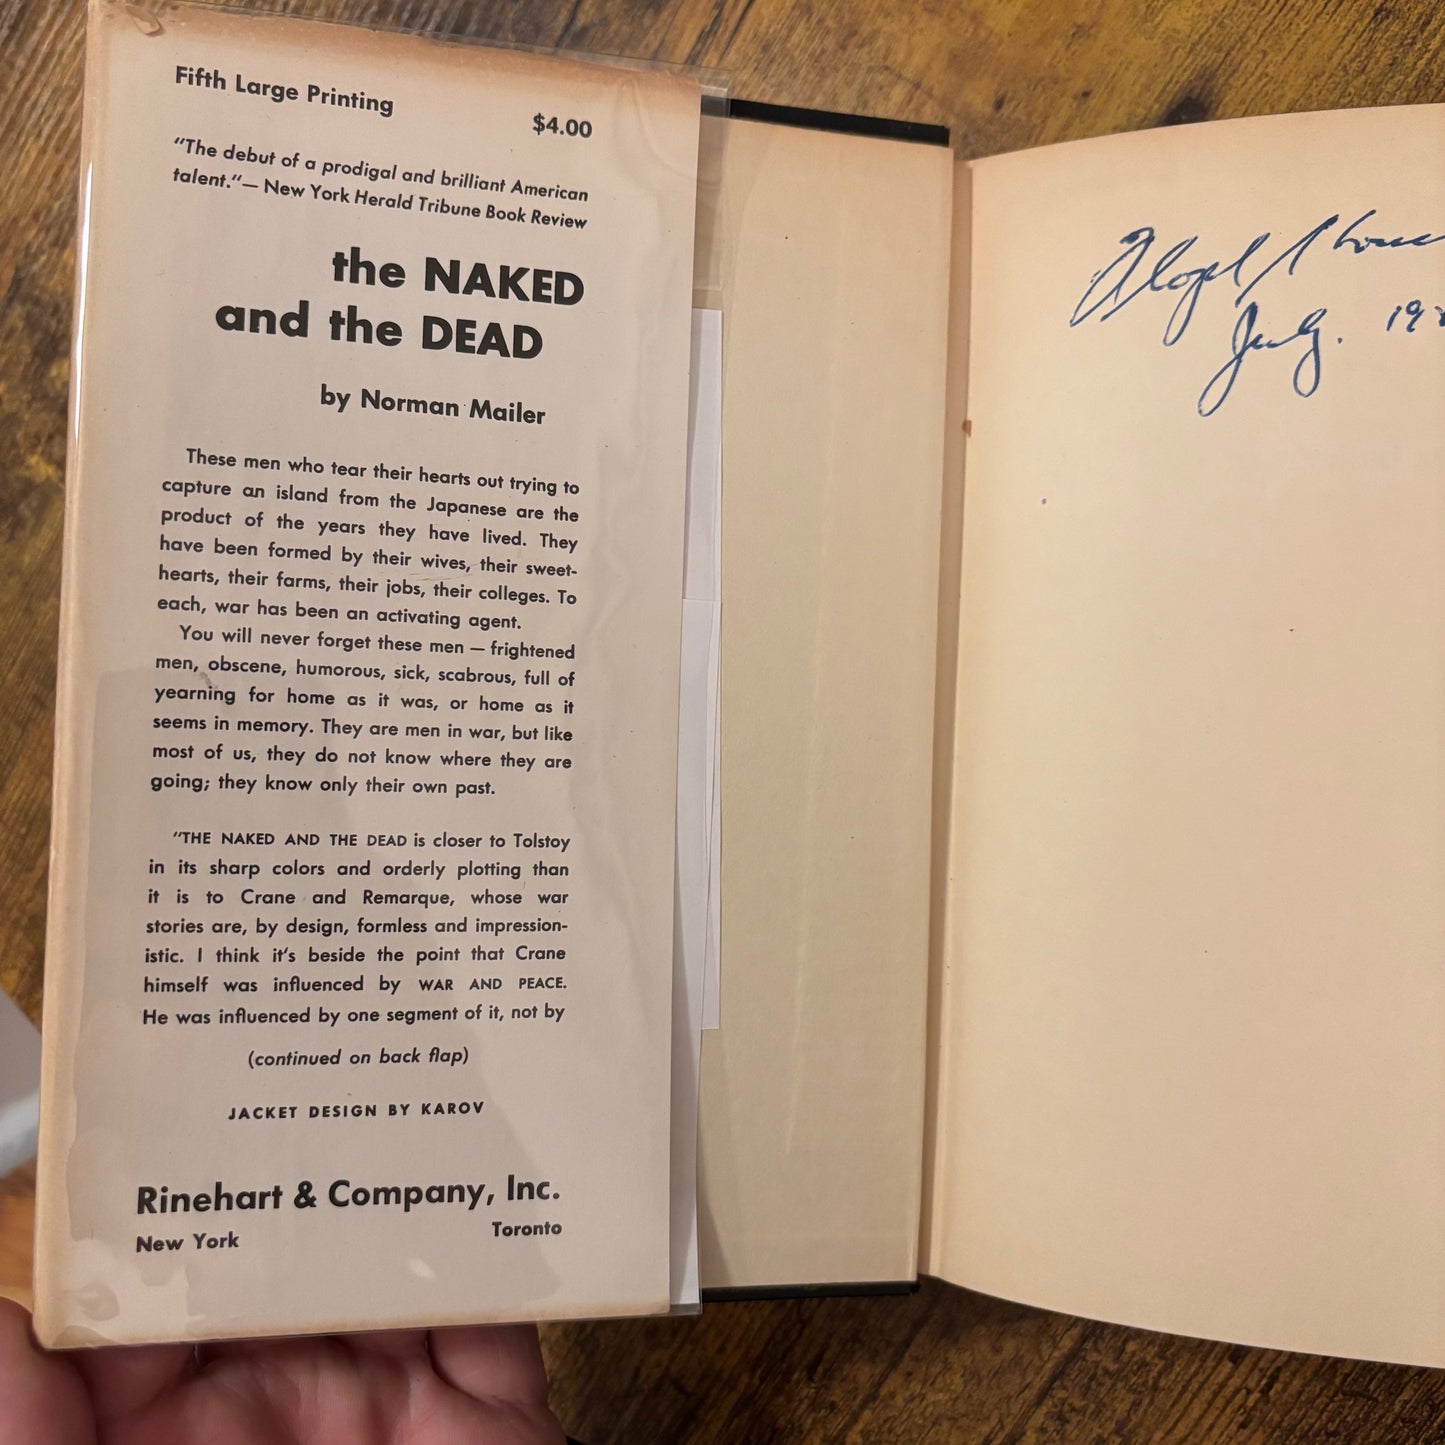 Fifth Large Printing
$4.00
"The debut of a prodigal and brilliant American
talent."— New York Herald Tribune Book Review
the NAKED
and the DEAD
by Norman Mailer
These men who tear their hearts out trying to
capture an island from the Japanese are the
product of the years they have lived. They
have been formed by their wives, their sweet-
hearts, their farms, their jobs, their colleges. To
each, war has been an activating agent.
You will never forget these men — frightened
men, obscene, humorous, sick, scabrous, full of
yearning for home as it was, or home as it
seems in memory. They are men in war, but like
most of us, they do not know where they are
going; they know only their own past.
"THE NAKED AND THE DEAD is closer to Tolstoy
in its sharp colors and orderly plotting than
it is to Crane and Remarque, whose war
stories are, by design, formless and impression-
istic. I think it's beside the point that Crane
himself was influenced by WAR AND PEACE.
He was influenced by one segment of it, not by
(continued on back flap)
JACKET DESIGN BY KAROV
Rinehart & Company, Inc.
New York
Toronto
Floyd
July. 19